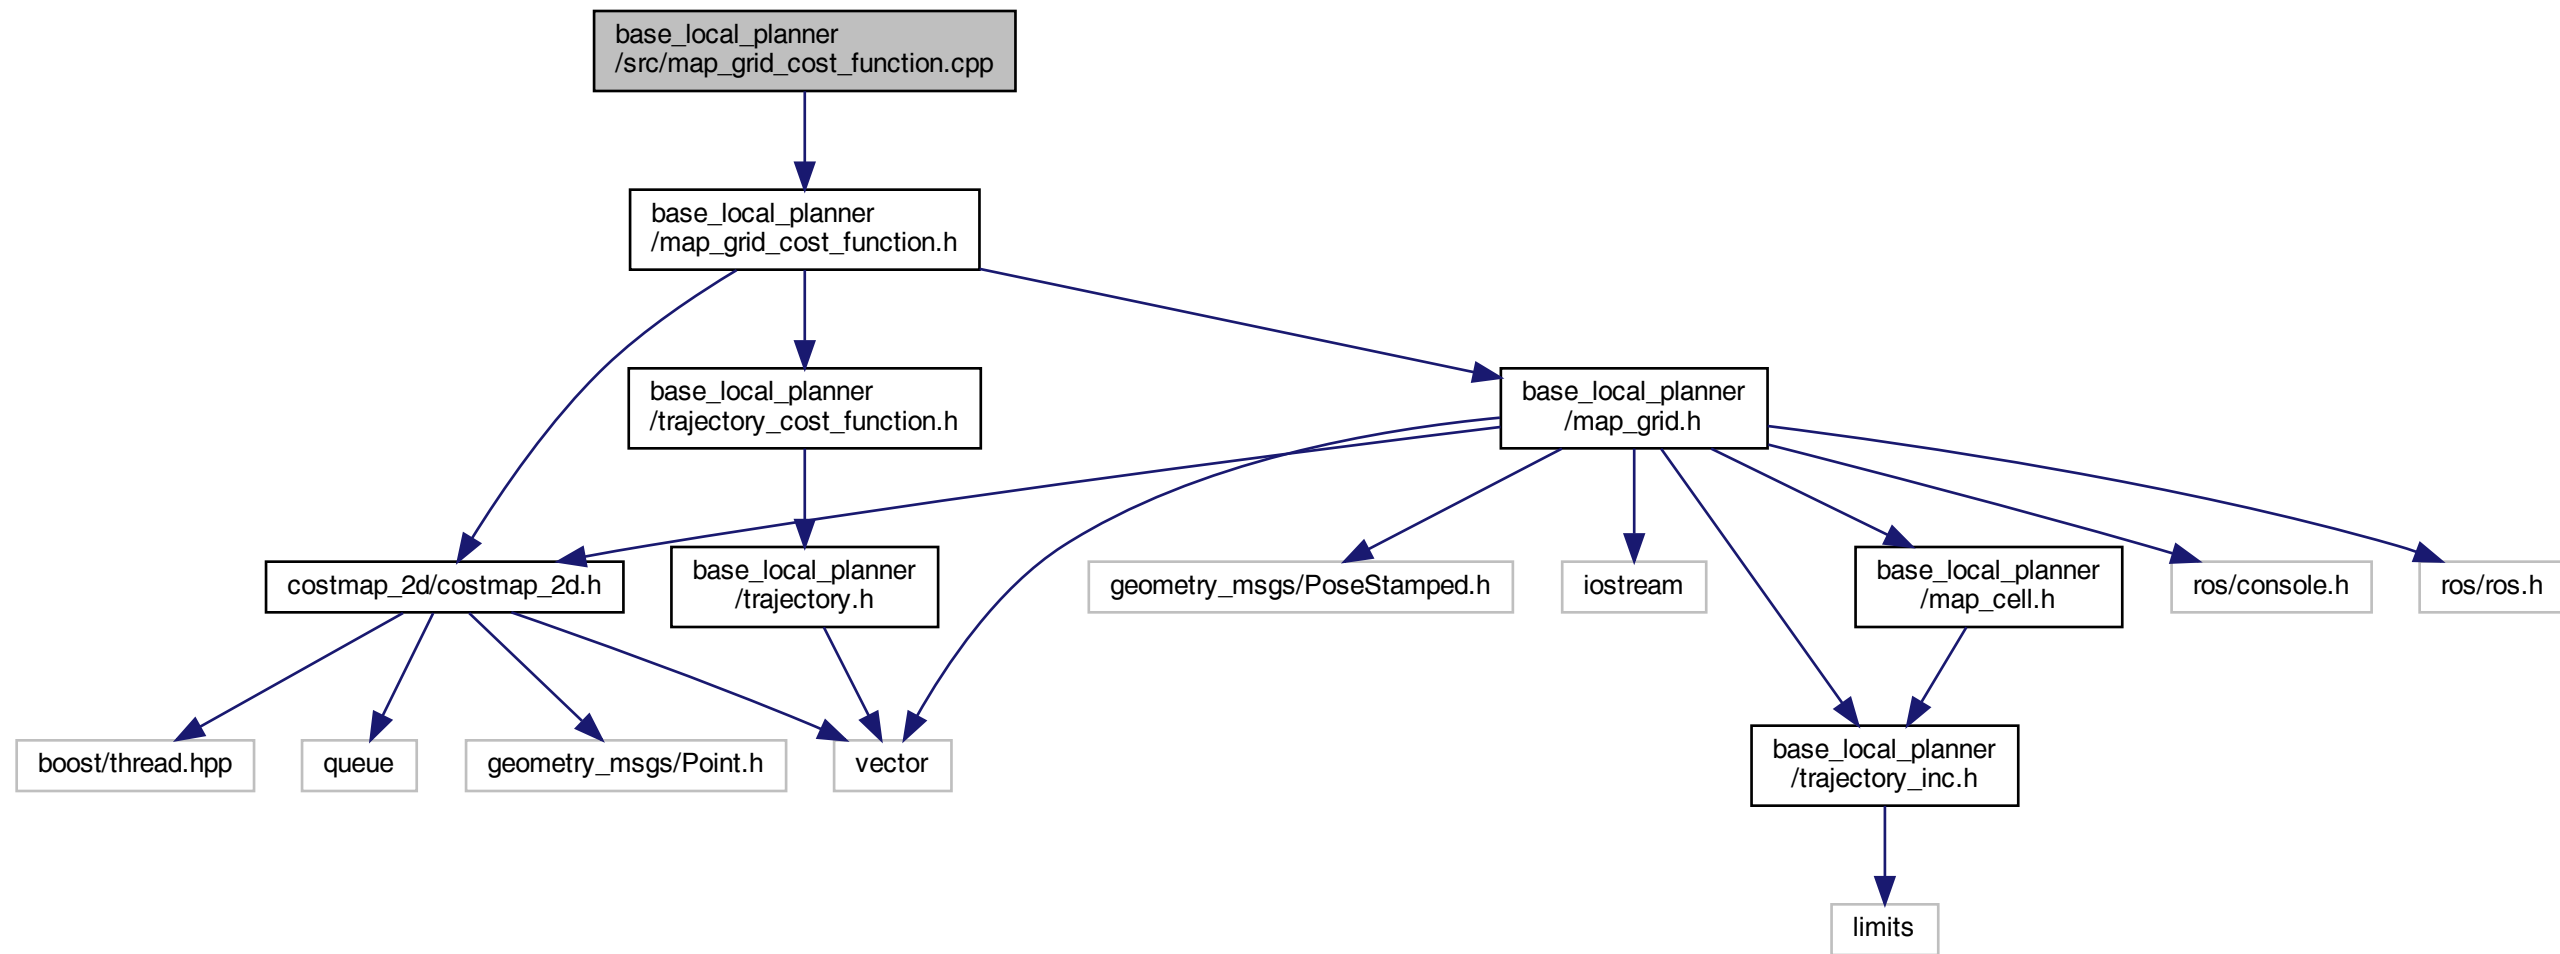 base_local_planner
/src/map_grid_cost_function.cpp
base_local_planner
/map_grid_cost_function.h
base_local_planner
/trajectory_cost_function.h
base_local_planner
/map_grid.h
costmap_2d/costmap_2d.h
base_local_planner
/trajectory.h
geometry_msgs/PoseStamped.h
iostream
base_local_planner
/map_cell.h
ros/console.h
ros/ros.h
boost/thread.hpp
queue
geometry_msgs/Point.h
vector
base_local_planner
/trajectory_inc.h
limits